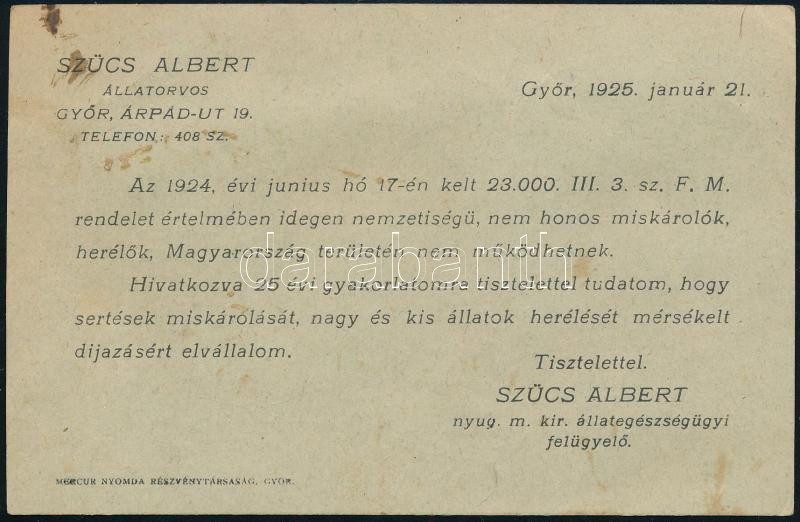 SZÜCS ALBERT
ÁLLATORVOS
GYŐR, ÁRPÁD-UT 19.
TELEFON: 408 SZ.
Győr, 1925. január 21.
Az 1924, évi junius hó 17-én kelt 23.000. III. 3. sz. F. M.
rendelet értelmében idegen nemzetiségü, nem honos miskárolók,
herélők, Magyarország területén nem működhetnek.
darabanth
Hivatkozva 25 évi gyakorlatomra tisztelettel tudatom, hogy
sertések miskárolását, nagy és kis állatok herélését mérsékelt
dijazásért elvállalom.
Tisztelettel.
SZÜCS ALBERT
nyug. m. kir. állategészségügyi
felügyelő.
MERCUR NYOMDA RÉSZVÉNYTÁRSASÁG, GYŐR.